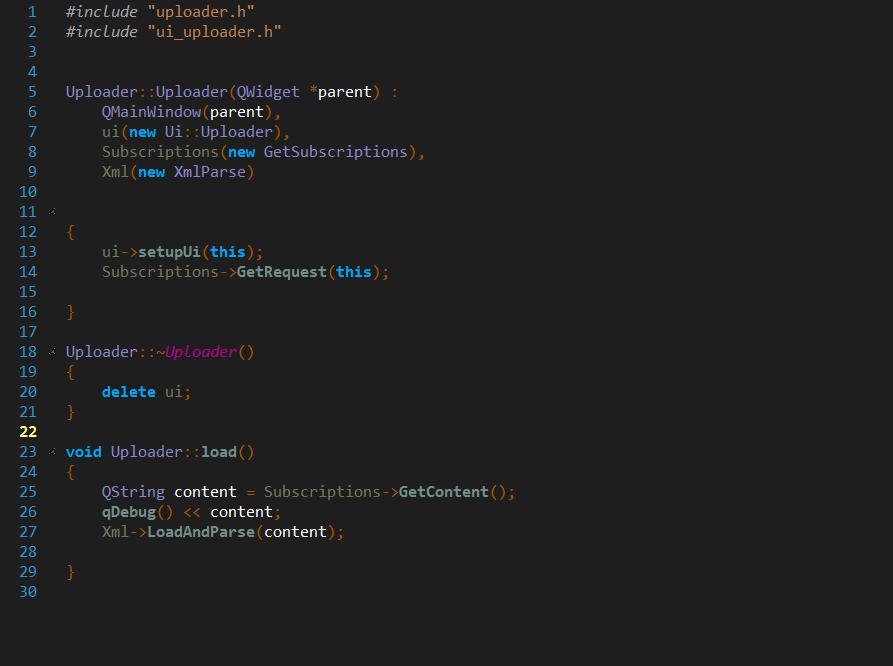 1 #include "uploader.h"
2 #include "ui_uploader.h"
3
4
5 Uploader::Uploader(QWidget *parent) :
6     QMainWindow(parent),
7     ui(new Ui::Uploader),
8     Subscriptions(new GetSubscriptions),
9     Xml(new XmlParse)
10
11
12 {
13     ui->setupUi(this);
14     Subscriptions->GetRequest(this);
15
16 }
17
18 Uploader::~Uploader()
19 {
20     delete ui;
21 }
22
23 void Uploader::load()
24 {
25     QString content = Subscriptions->GetContent();
26     qDebug() << content;
27     Xml->LoadAndParse(content);
28
29 }
30